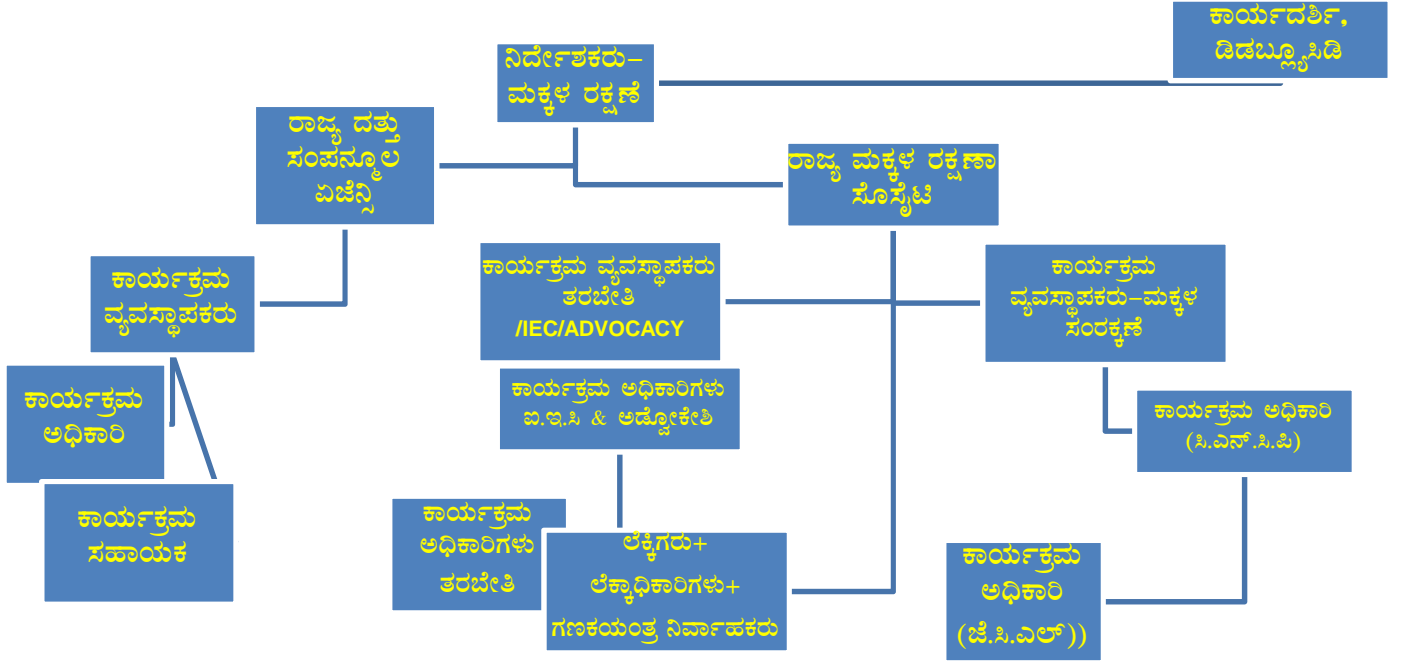 ಕಾರ್ಯದರ್ಶಿ,
ಡಿಡಬ್ಲ್ಯೂಸಿಡಿ
ನಿರ್ದೇಶಕರು–
ಮಕ್ಕಳ ರಕ್ಷಣೆ
ರಾಜ್ಯ ದತ್ತು
ಸಂಪನ್ಮೂಲ
ಏಜೆನ್ಸಿ
ರಾಜ್ಯ ಮಕ್ಕಳ ರಕ್ಷಣಾ
ಸೊಸೈಟಿ
ಕಾರ್ಯಕ್ರಮ
ವ್ಯವಸ್ಥಾಪಕರು
ಕಾರ್ಯಕ್ರಮ ವ್ಯವಸ್ಥಾಪಕರು
ತರಬೇತಿ
/IEC/ADVOCACY
ಕಾರ್ಯಕ್ರಮ
ವ್ಯವಸ್ಥಾಪಕರು–ಮಕ್ಕಳ
ಸಂರಕ್ಕಣೆ
ಕಾರ್ಯಕ್ರಮ
ಅಧಿಕಾರಿ
ಕಾರ್ಯಕ್ರಮ ಅಧಿಕಾರಿಗಳು
ಐ.ಇ.ಸಿ & ಅಡ್ವೋಕೇಶಿ
ಕಾರ್ಯಕ್ರಮ ಅಧಿಕಾರಿ
(ಸಿ.ಎನ್.ಸಿ.ಪಿ)
ಕಾರ್ಯಕ್ರಮ
ಸಹಾಯಕ
ಕಾರ್ಯಕ್ರಮ
ಅಧಿಕಾರಿಗಳು
ತರಬೇತಿ
ಲೆಕ್ಕಿಗರು+
ಲೆಕ್ಕಾಧಿಕಾರಿಗಳು+
ಗಣಕಯಂತ್ರ ನಿರ್ವಾಹಕರು
ಕಾರ್ಯಕ್ರಮ
ಅಧಿಕಾರಿ
(ಜೆ.ಸಿ.ಎಲ್))